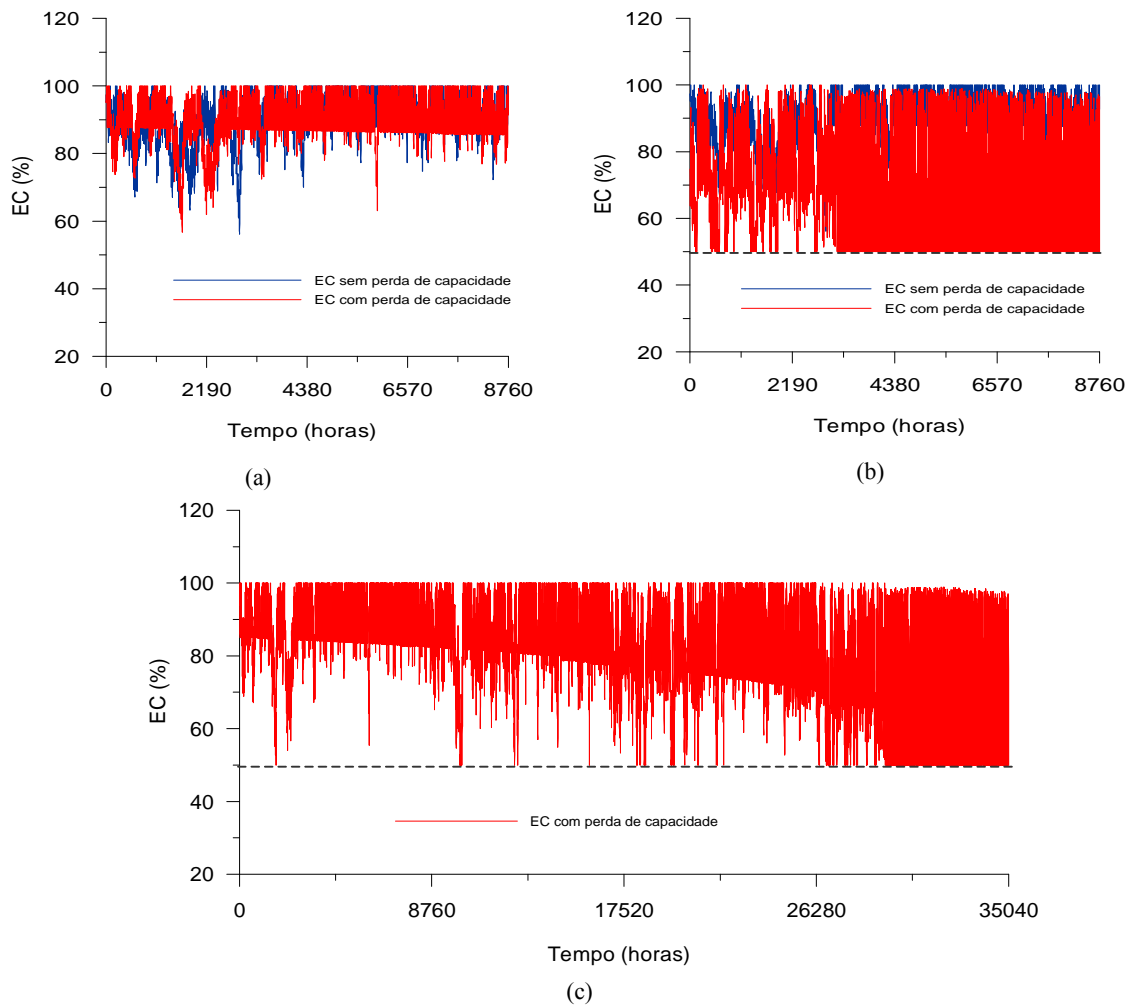 120
100
80
60
40
20
EC (%)
EC sem perda de capacidade
EC com perda de capacidade
0 2190 4380 6570 8760
Tempo (horas)
(a)
120
100
80
60
40
20
EC (%)
EC sem perda de capacidade
EC com perda de capacidade
0 2190 4380 6570 8760
Tempo (horas)
(b)
120
100
80
60
40
20
EC (%)
EC com perda de capacidade
0 8760 17520 26280 35040
Tempo (horas)
(c)